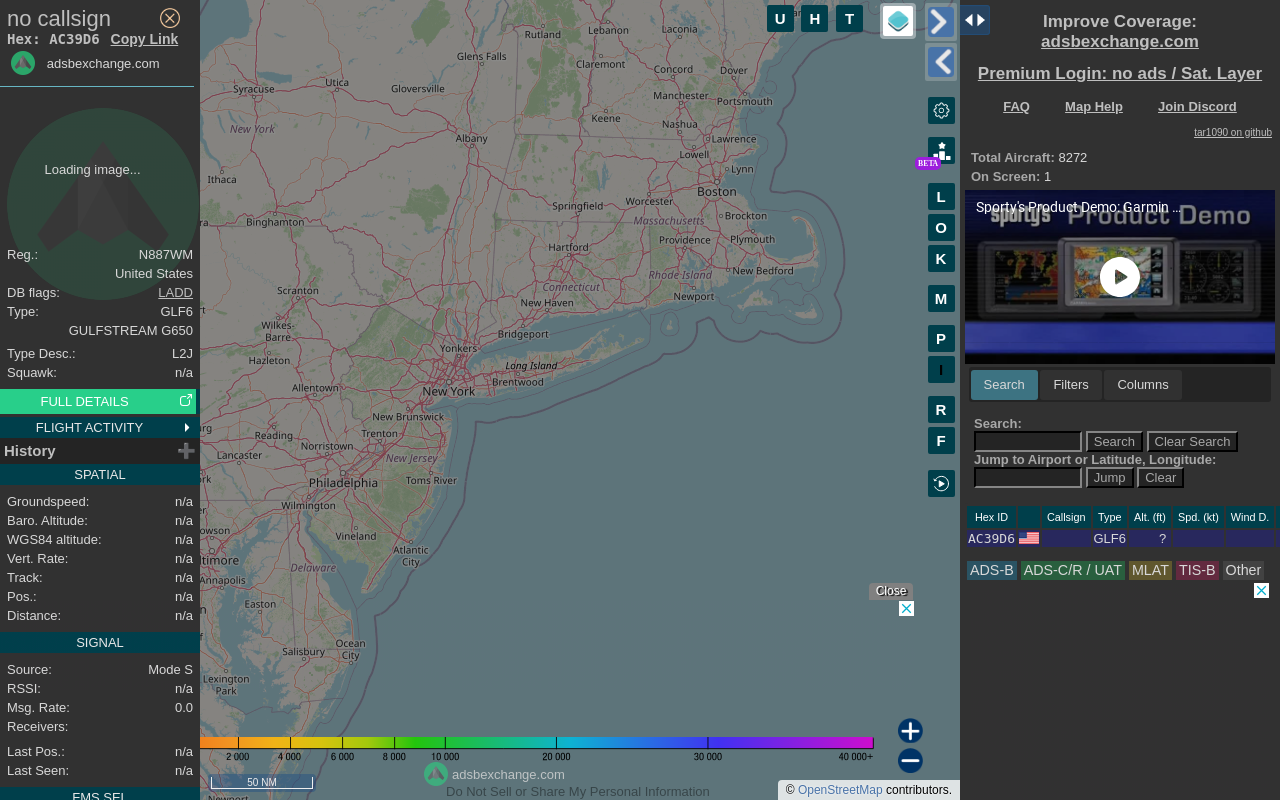 no callsign
Hex: AC39D6 Copy Link
adsbexchange.com
Loading image...
Reg.: N887WM
United States
DB flags: LADD
Type: GLF6
GULFSTREAM G650
Type Desc.: L2J
Squawk: n/a
FULL DETAILS
FLIGHT ACTIVITY
History
SPATIAL
Groundspeed: n/a
Baro. Altitude: n/a
WGS84 altitude: n/a
Vert. Rate: n/a
Track: n/a
Pos.: n/a
Distance: n/a
SIGNAL
Source: Mode S
RSSI: n/a
Msg. Rate: 0.0
Receivers:
Last Pos.: n/a
Last Seen: n/a
FMS SEL
U H T
Rutland
Lebanon
Laconia
Glens Falls
Claremont
Concord
Dover
Utica
Syracuse
Gloversville
Manchester
Portsmouth
Keene
Nashua
New York
Albany
Lawrence
Lowell
Lynn
Ithaca
Boston
Worcester
Springfield
Massachusetts
Brockton
Binghamton
Hartford
Providence
Plymouth
Rhode Island
New Bedford
Connecticut
Scranton
Newport
New Haven
Wilkes-
Barre
Bridgeport
Yonkers
Hazleton
Long Island
Brentwood
Allentown
New York
New Brunswick
Reading
Trenton
Norristown
Lancaster
New Jersey
Toms River
Philadelphia
Wilmington
Vineland
Atlantic
City
Delaware
Annapolis
Easton
Ocean
City
Salisbury
Lexington
Park
BETA
L
O
K
M
P
I
R
F
Close
2 000 4 000 6 000 8 000 10 000 20 000 30 000 40 000+
50 NM
adsbexchange.com
Do Not Sell or Share My Personal Information
© OpenStreetMap contributors.
Improve Coverage:
adsbexchange.com
Premium Login: no ads / Sat. Layer
FAQ Map Help Join Discord
tar1090 on github
Total Aircraft: 8272
On Screen: 1
Sporty's Product Demo: Garmin ...
sporty's Product Demo
Search Filters Columns
Search:
Search Clear Search
Jump to Airport or Latitude, Longitude:
Jump Clear
Hex ID Callsign Type Alt. (ft) Spd. (kt) Wind D.
AC39D6 GLF6 ?
ADS-B ADS-C/R / UAT MLAT TIS-B Other